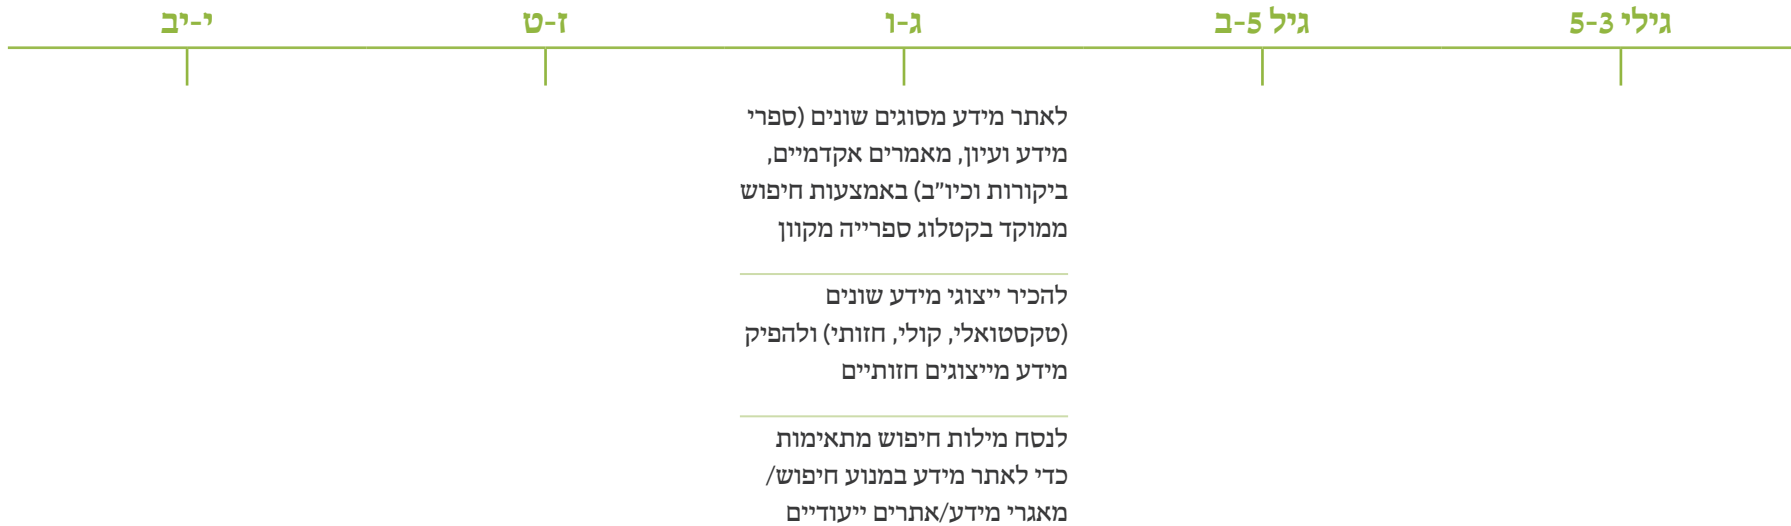 גילי 5-3
גיל 5-ב
ג-ו
ז-ט
י-יב
לאתר מידע מסוגים שונים (ספרי
מידע ועיון, מאמרים אקדמיים,
ביקורות וכיו״ב) באמצעות חיפוש
ממוקד בקטלוג ספרייה מקוון
להכיר ייצוגי מידע שונים
(טקסטואלי, קולי, חזותי) ולהפיק
מידע מייצוגים חזותיים
לנסח מילות חיפוש מתאימות
כדי לאתר מידע במנוע חיפוש/
מאגרי מידע/אתרים ייעודיים